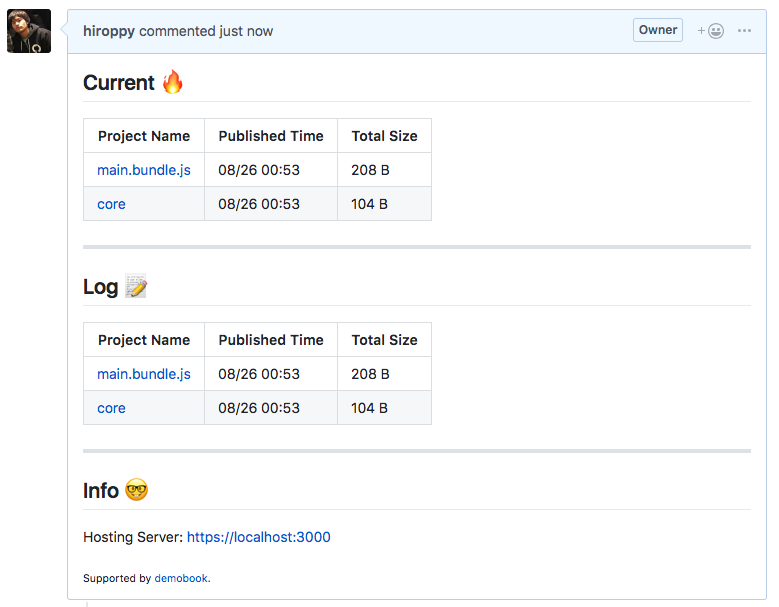 hiroppy commented just now
Owner
Current 🔥
Project Name Published Time Total Size
main.bundle.js 08/26 00:53 208 B
core 08/26 00:53 104 B
Log 📝
Project Name Published Time Total Size
main.bundle.js 08/26 00:53 208 B
core 08/26 00:53 104 B
Info 🤓
Hosting Server: https://localhost:3000
Supported by demobook.